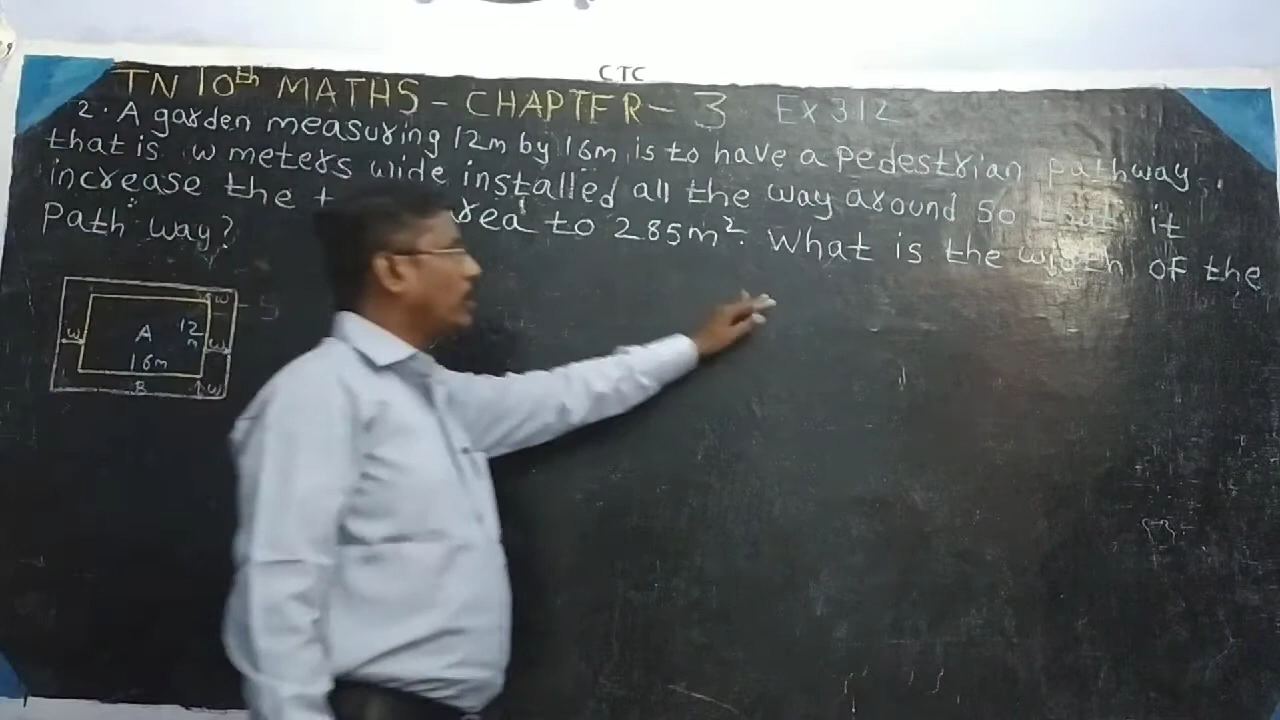 CTC
TN 10th MATHS - CHAPTER - 3 Ex 3.12
2. A garden measuring 12m by 16m is to have a pedestrian pathway
that is w meters wide installed all the way around so that it
increase the t rea to 285m². What is the width of the
Path way?
w
A 12
w m w
16m
B w